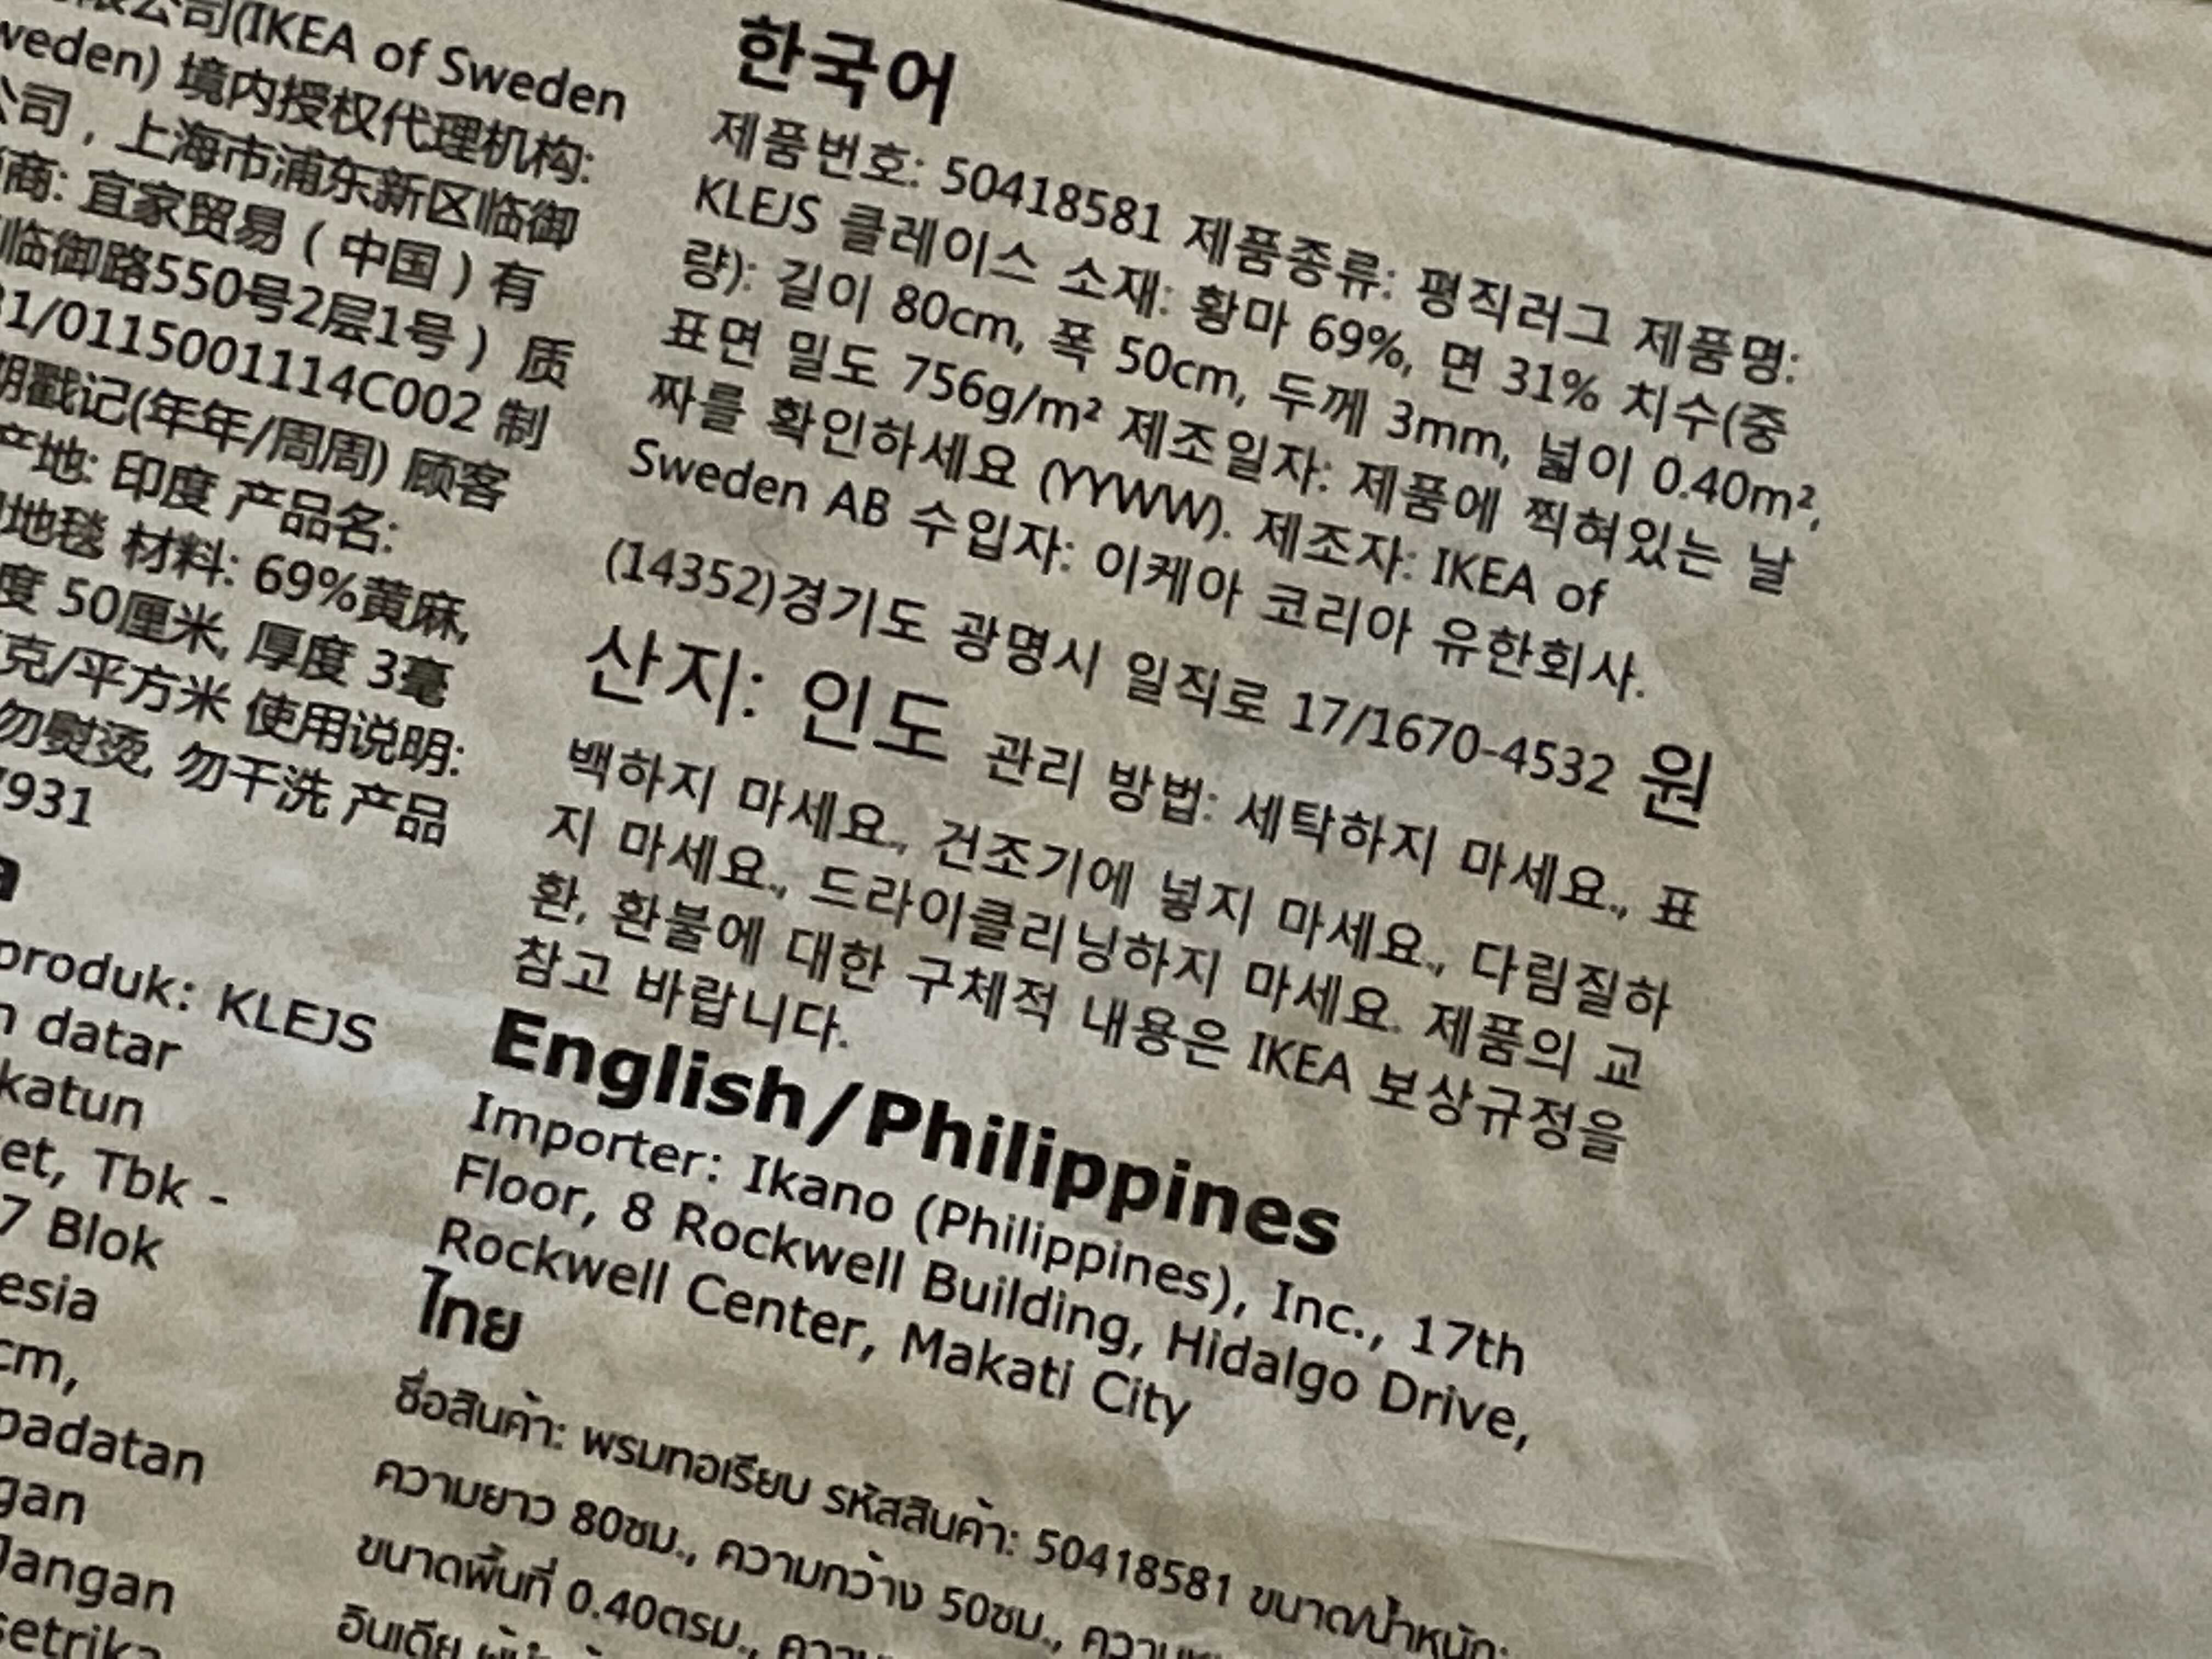 公司(IKEA of Sweden
weden) 境内授权代理机构:
公司，上海市浦东新区临御
商: 宜家贸易（中国）有
临御路550号2层1号）质
31/0115001114C002 制
期戳记(年年/周周) 顾客
产地: 印度 产品名:
地毯 材料: 69%黄麻,
度 50厘米, 厚度 3毫
克/平方米 使用说明:
勿熨烫, 勿干洗 产品
7931
a
produk: KLEJS
n datar
katun
et, Tbk -
7 Blok
esia
cm,
padatan
gan
Jangan
setrika
한국어
제품번호: 50418581 제품종류: 평직러그 제품명:
KLEJS 클레이스 소재: 황마 69%, 면 31% 치수(중
량): 길이 80cm, 폭 50cm, 두께 3mm, 넓이 0.40m²,
표면 밀도 756g/m² 제조일자: 제품에 찍혀있는 날
짜를 확인하세요 (YYWW). 제조자: IKEA of
Sweden AB 수입자: 이케아 코리아 유한회사.
(14352)경기도 광명시 일직로 17/1670-4532 원
산지: 인도 관리 방법: 세탁하지 마세요., 표
백하지 마세요., 건조기에 넣지 마세요., 다림질하
지 마세요., 드라이클리닝하지 마세요. 제품의 교
환, 환불에 대한 구체적 내용은 IKEA 보상규정을
참고 바랍니다.
English/Philippines
Importer: Ikano (Philippines), Inc., 17th
Floor, 8 Rockwell Building, Hidalgo Drive,
Rockwell Center, Makati City
ไทย
ชื่อสินค้า: พรมทอเรียบ รหัสสินค้า: 50418581 ขนาด/น้ำหนัก:
ความยาว 80ซม., ความกว้าง 50ซม.,
ขนาดพื้นที่ 0.40ตรม.,
อินเดีย